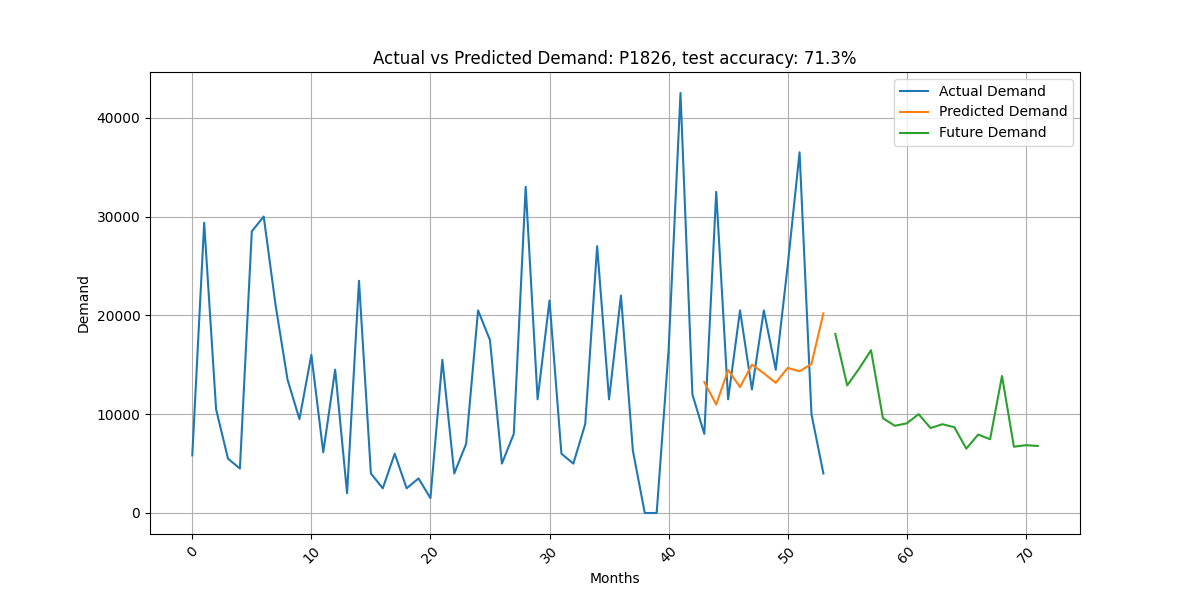 Actual vs Predicted Demand: P1826, test accuracy: 71.3%
Actual Demand
Predicted Demand
Future Demand
Demand
40000
30000
20000
10000
0
0
10
20
30
40
50
60
70
Months